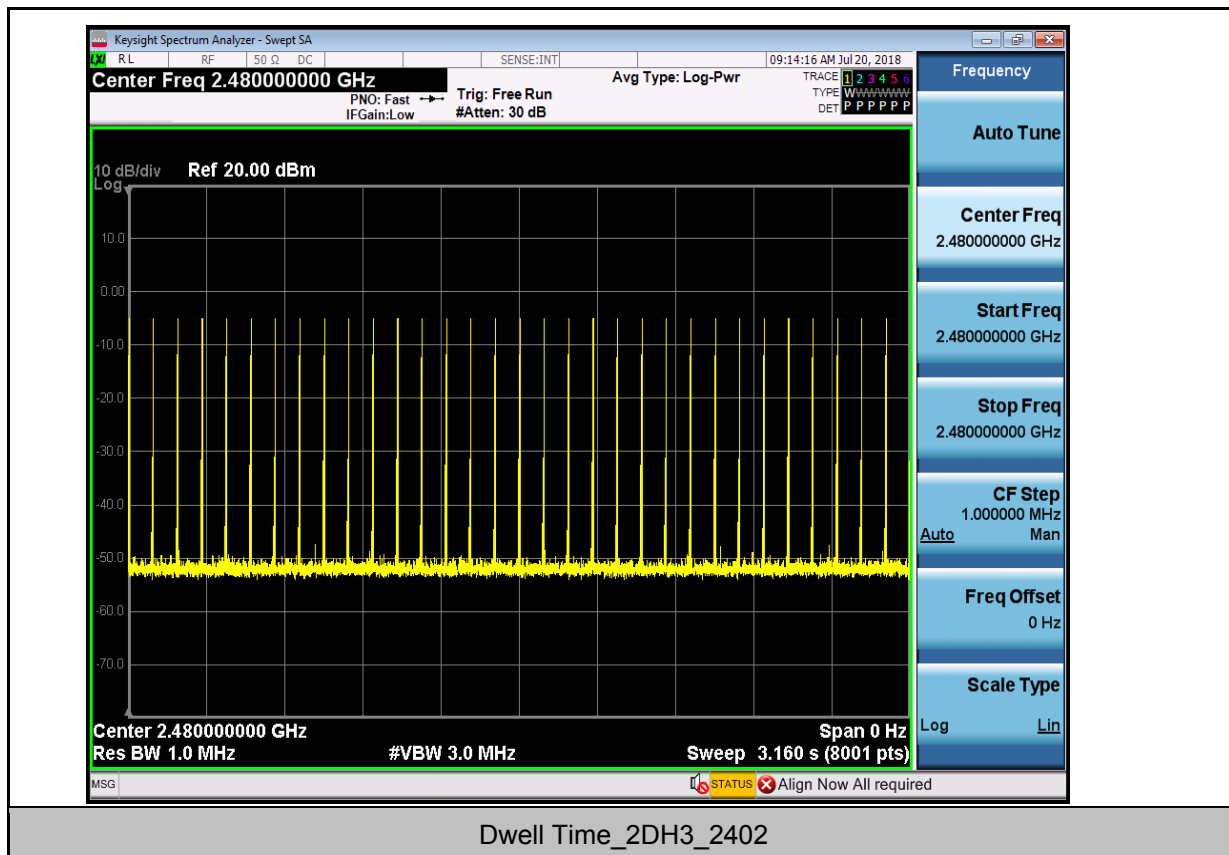 Keysight Spectrum Analyzer - Swept SA
LXI RL RF 50 Ω DC SENSE:INT 09:14:16 AM Jul 20, 2018
Center Freq 2.480000000 GHz
PNO: Fast
IFGain:Low
Trig: Free Run
#Atten: 30 dB
Avg Type: Log-Pwr
TRACE 1 2 3 4 5 6
TYPE WWWWWW
DET P P P P P P
10 dB/div Ref 20.00 dBm
Log
10.0
0.00
-10.0
-20.0
-30.0
-40.0
-50.0
-60.0
-70.0
Center 2.480000000 GHz Span 0 Hz
Res BW 1.0 MHz #VBW 3.0 MHz Sweep 3.160 s (8001 pts)
MSG STATUS Align Now All required
Frequency
Auto Tune
Center Freq
2.480000000 GHz
Start Freq
2.480000000 GHz
Stop Freq
2.480000000 GHz
CF Step
1.000000 MHz
Auto Man
Freq Offset
0 Hz
Scale Type
Log Lin
Dwell Time_2DH3_2402